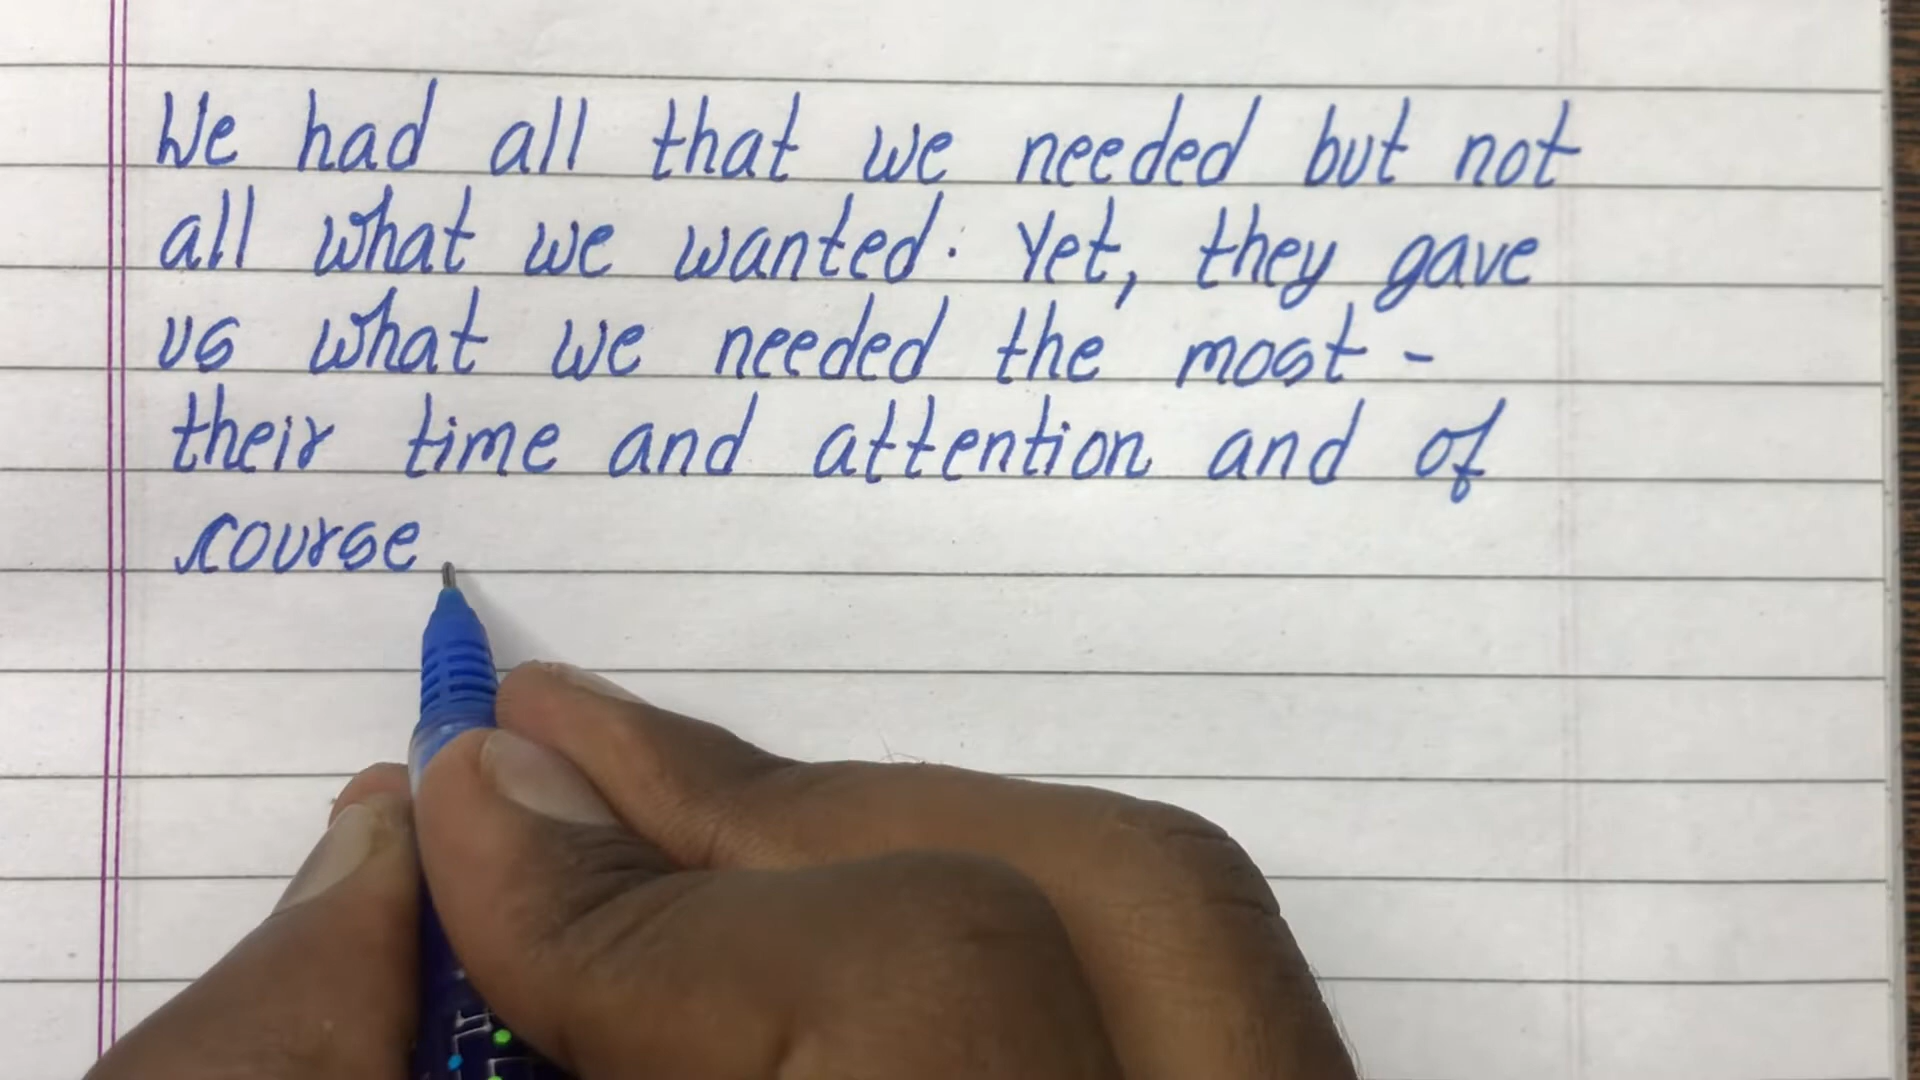 We had all that we needed but not
all what we wanted. Yet, they gave
us what we needed the most -
their time and attention and of
course